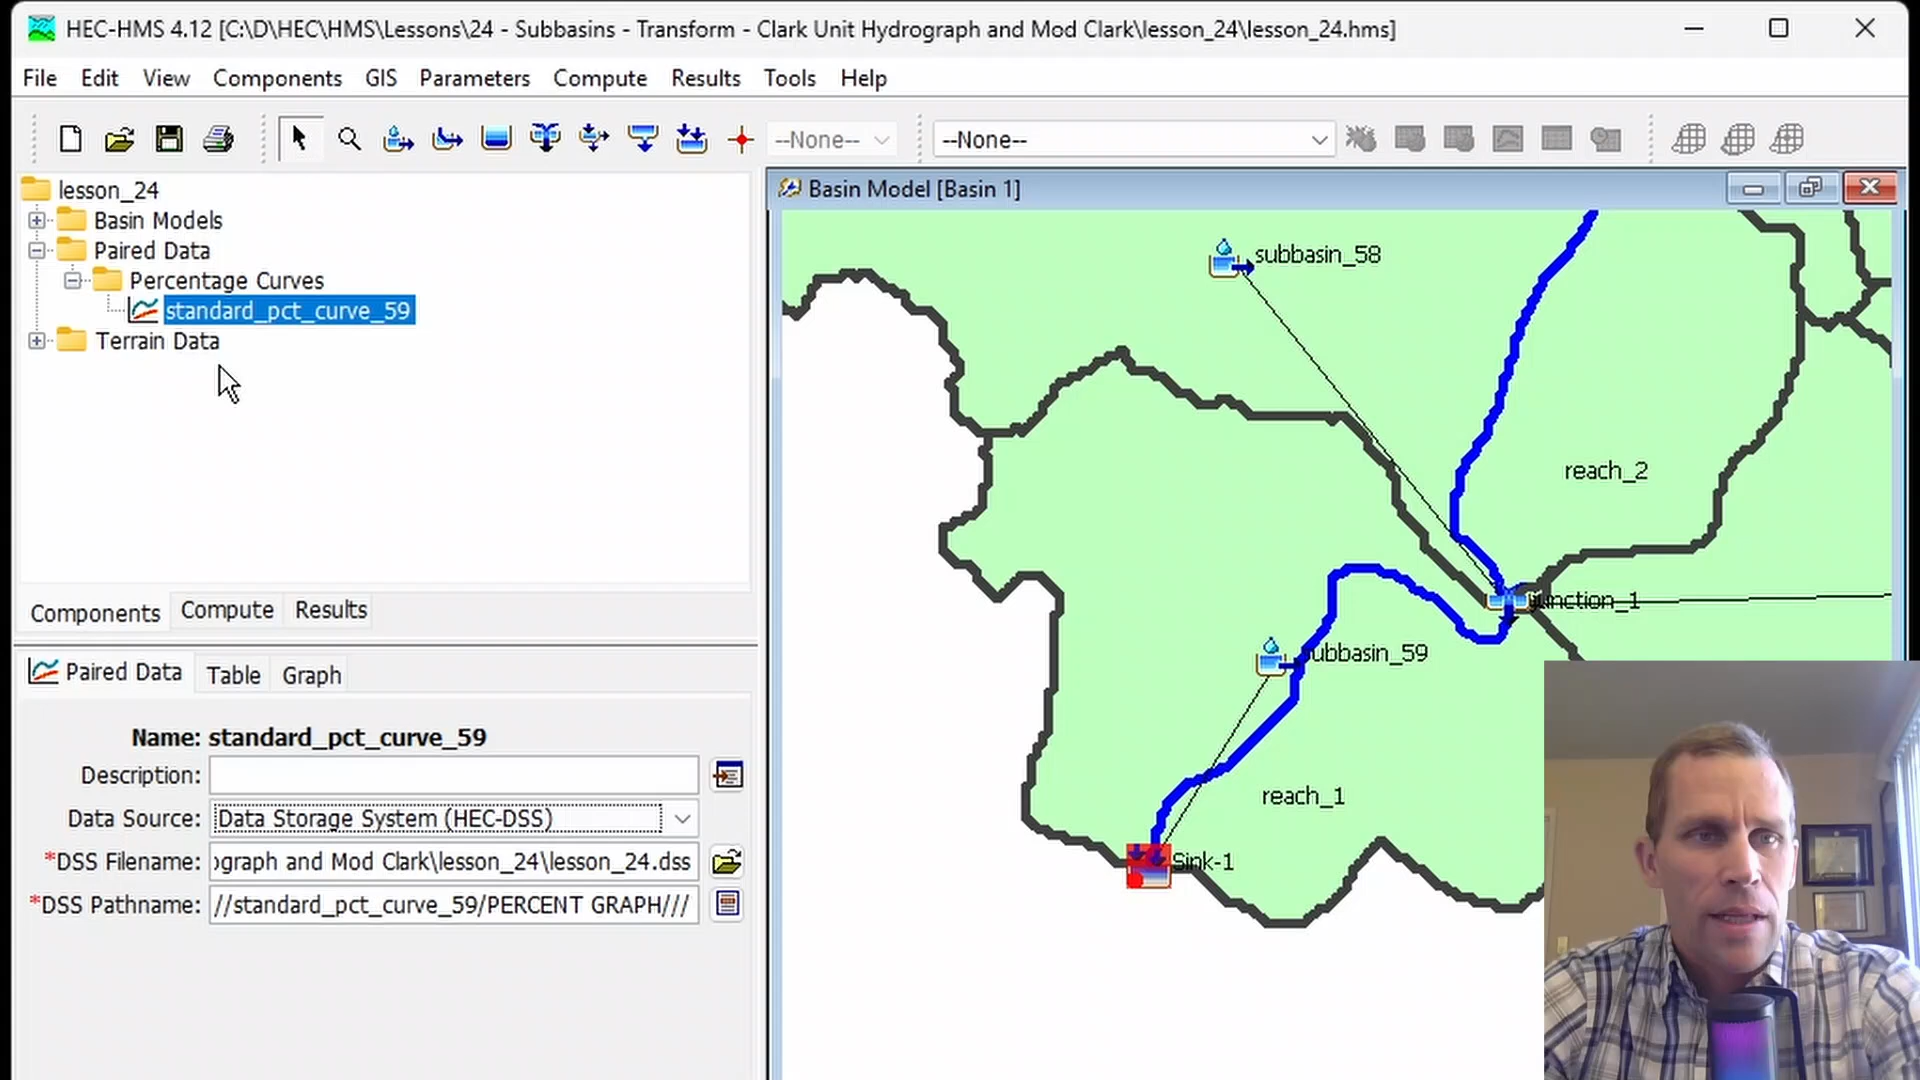 HEC-HMS 4.12 [C:\D\HEC\HMS\Lessons\24 - Subbasins - Transform - Clark Unit Hydrograph and Mod Clark\lesson_24\lesson_24.hms]
File Edit View Components GIS Parameters Compute Results Tools Help
--None-- --None--
lesson_24
Basin Models
Paired Data
Percentage Curves
standard_pct_curve_59
Terrain Data
Components Compute Results
Paired Data Table Graph
Name: standard_pct_curve_59
Description:
Data Source: Data Storage System (HEC-DSS)
*DSS Filename: ograph and Mod Clark\lesson_24\lesson_24.dss
*DSS Pathname: //standard_pct_curve_59/PERCENT GRAPH///
Basin Model [Basin 1]
subbasin_58
reach_2
junction_1
subbasin_59
reach_1
Sink-1